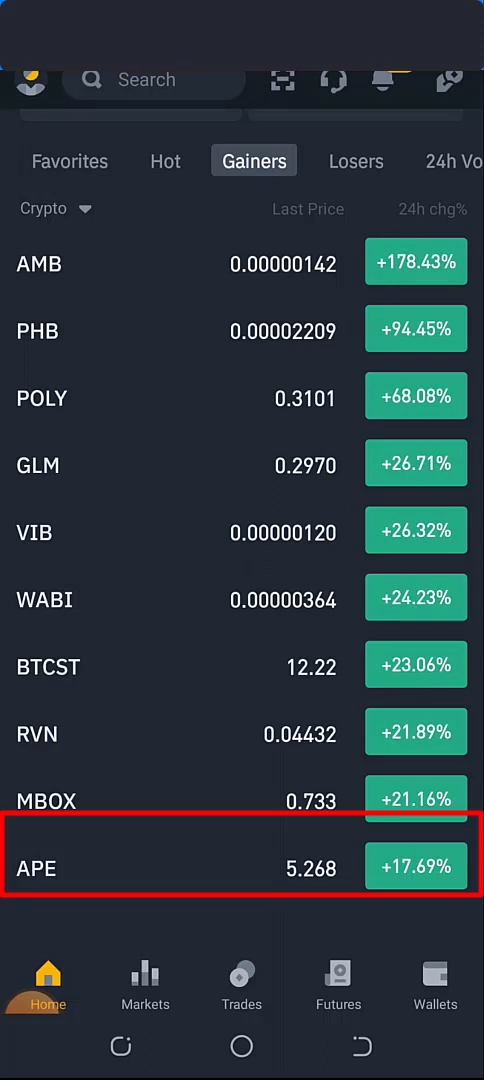 Search
Favorites Hot Gainers Losers 24h Vo
Crypto Last Price 24h chg%
AMB 0.00000142 +178.43%
PHB 0.00002209 +94.45%
POLY 0.3101 +68.08%
GLM 0.2970 +26.71%
VIB 0.00000120 +26.32%
WABI 0.00000364 +24.23%
BTCST 12.22 +23.06%
RVN 0.04432 +21.89%
MBOX 0.733 +21.16%
APE 5.268 +17.69%
Home Markets Trades Futures Wallets